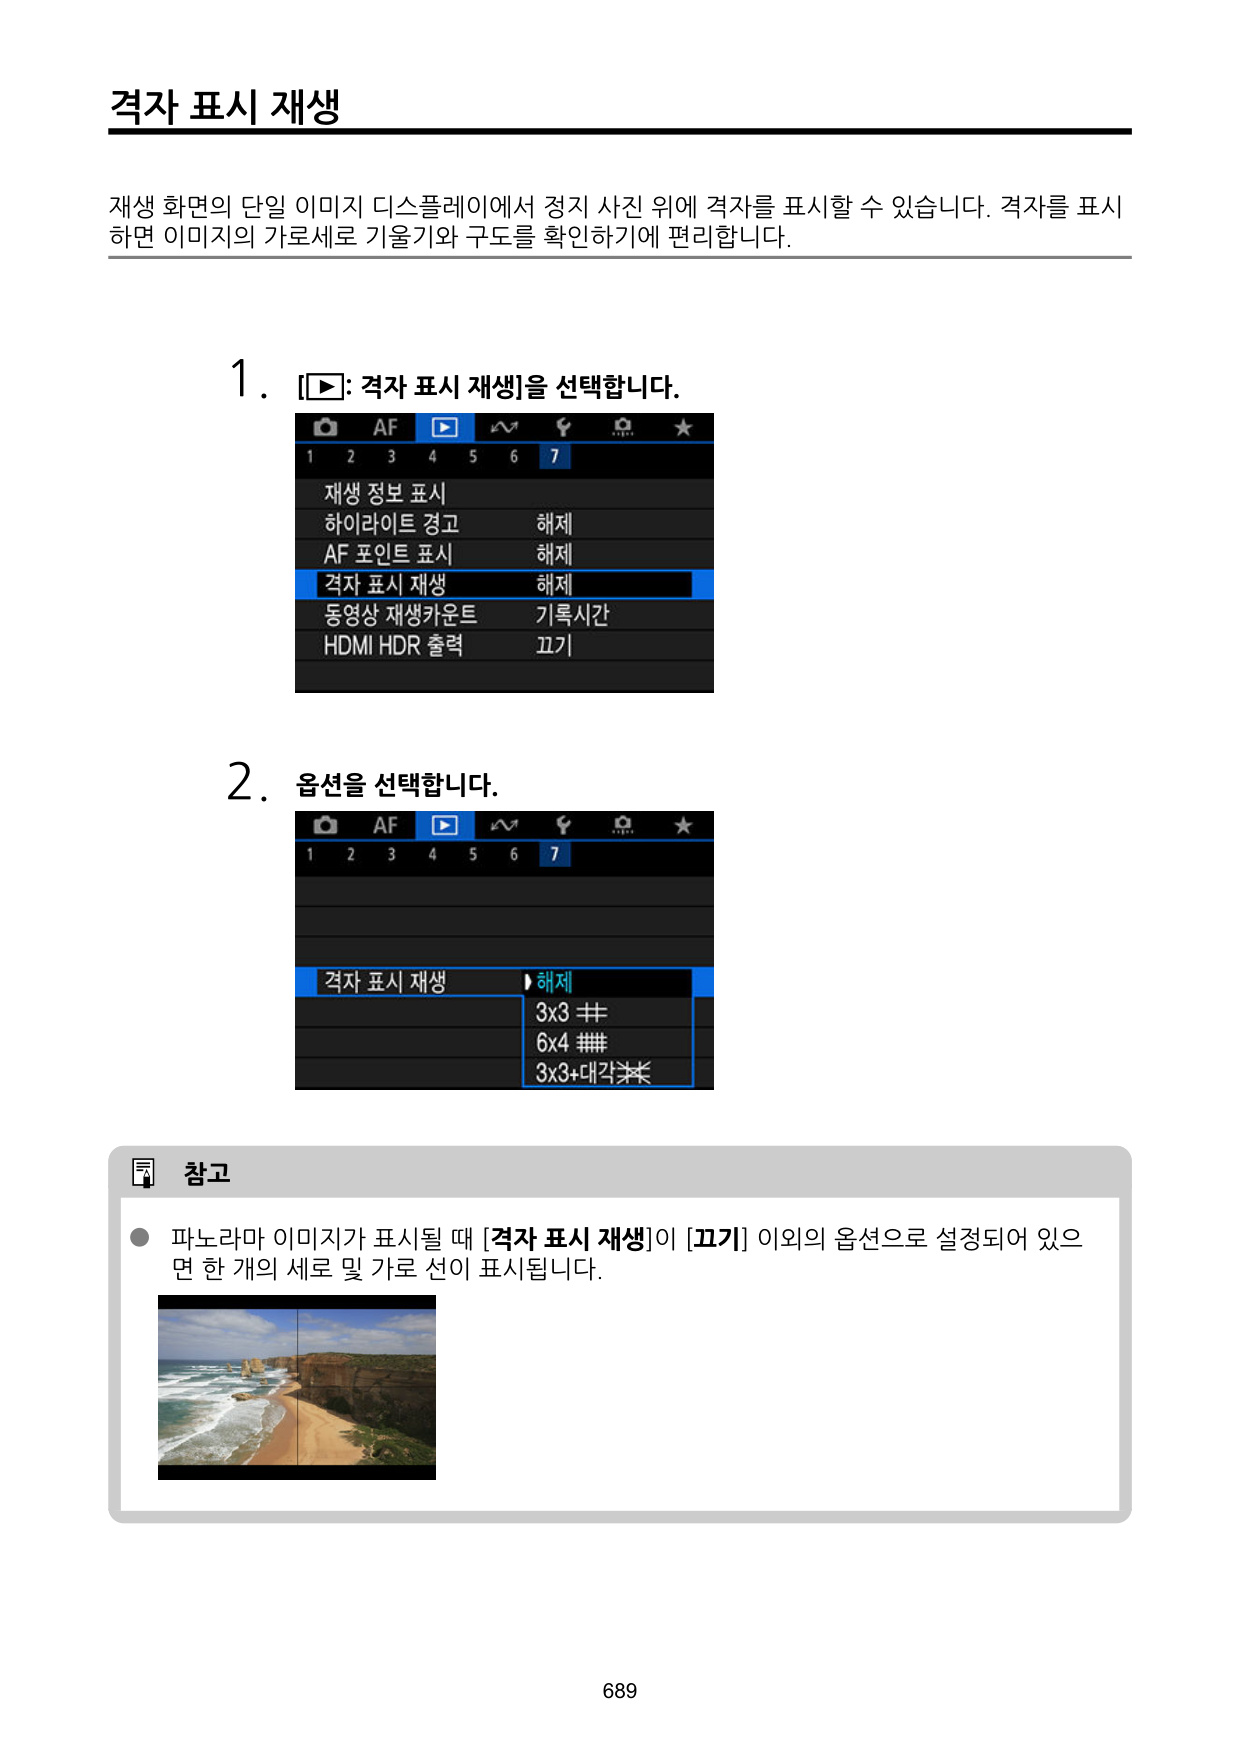 격자 표시 재생
재생 화면의 단일 이미지 디스플레이에서 정지 사진 위에 격자를 표시할 수 있습니다. 격자를 표시
하면 이미지의 가로세로 기울기와 구도를 확인하기에 편리합니다.
1. [▶: 격자 표시 재생]을 선택합니다.
AF
1 2 3 4 5 6 7
재생 정보 표시
하이라이트 경고 해제
AF 포인트 표시 해제
격자 표시 재생 해제
동영상 재생카운트 기록시간
HDMI HDR 출력 끄기
2. 옵션을 선택합니다.
AF
1 2 3 4 5 6 7
격자 표시 재생 해제
3x3
6x4
3x3+대각
참고
● 파노라마 이미지가 표시될 때 [격자 표시 재생]이 [끄기] 이외의 옵션으로 설정되어 있으
면 한 개의 세로 및 가로 선이 표시됩니다.
689